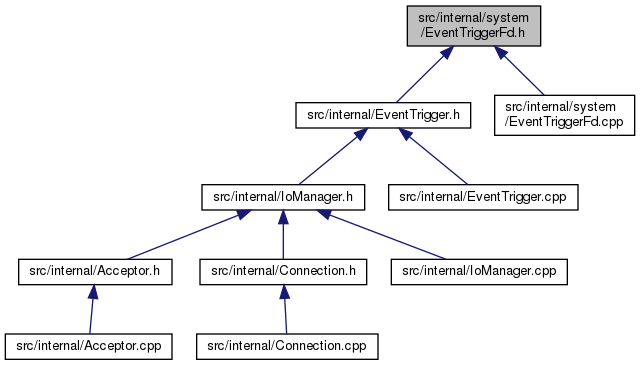 src/internal/system
/EventTriggerFd.h
src/internal/EventTrigger.h
src/internal/system
/EventTriggerFd.cpp
src/internal/IoManager.h
src/internal/EventTrigger.cpp
src/internal/Acceptor.h
src/internal/Connection.h
src/internal/IoManager.cpp
src/internal/Acceptor.cpp
src/internal/Connection.cpp